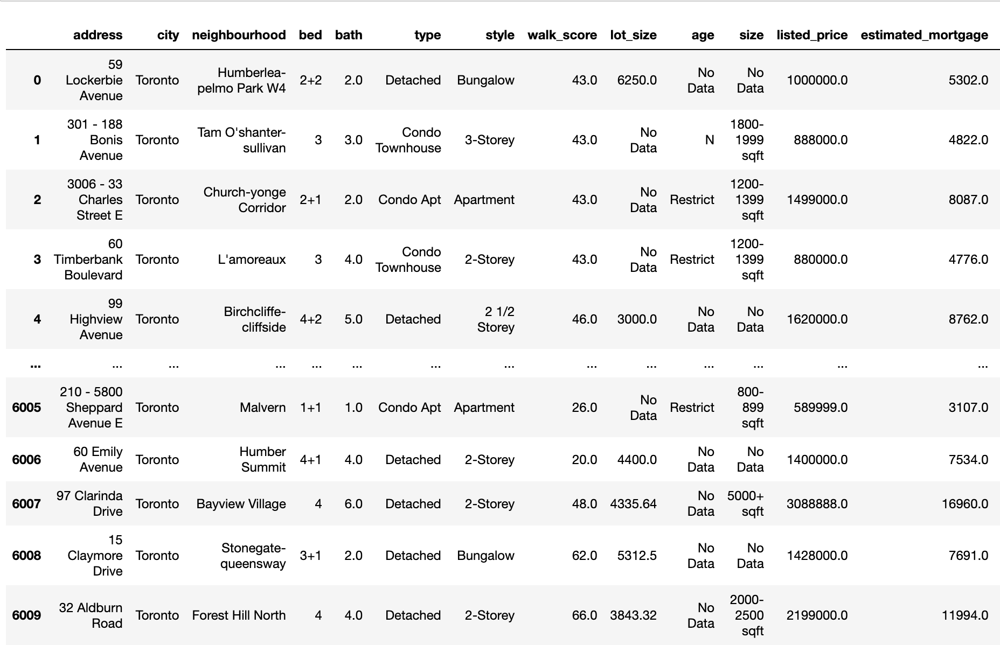 address city neighbourhood bed bath type style walk_score lot_size age size listed_price estimated_mortgage
0 59 Lockerbie Avenue Toronto Humberlea-pelmo Park W4 2+2 2.0 Detached Bungalow 43.0 6250.0 No Data No Data 1000000.0 5302.0
1 301 - 188 Bonis Avenue Toronto Tam O'shanter-sullivan 3 3.0 Condo Townhouse 3-Storey 43.0 No Data N 1800-1999 sqft 888000.0 4822.0
2 3006 - 33 Charles Street E Toronto Church-yonge Corridor 2+1 2.0 Condo Apt Apartment 43.0 No Data Restrict 1200-1399 sqft 1499000.0 8087.0
3 60 Timberbank Boulevard Toronto L'amoreaux 3 4.0 Condo Townhouse 2-Storey 43.0 No Data Restrict 1200-1399 sqft 880000.0 4776.0
4 99 Highview Avenue Toronto Birchcliffe-cliffside 4+2 5.0 Detached 2 1/2 Storey 46.0 3000.0 No Data No Data 1620000.0 8762.0
... ... ... ... ... ... ... ... ... ... ... ... ... ...
6005 210 - 5800 Sheppard Avenue E Toronto Malvern 1+1 1.0 Condo Apt Apartment 26.0 No Data Restrict 800-899 sqft 589999.0 3107.0
6006 60 Emily Avenue Toronto Humber Summit 4+1 4.0 Detached 2-Storey 20.0 4400.0 No Data No Data 1400000.0 7534.0
6007 97 Clarinda Drive Toronto Bayview Village 4 6.0 Detached 2-Storey 48.0 4335.64 No Data 5000+ sqft 3088888.0 16960.0
6008 15 Claymore Drive Toronto Stonegate-queensway 3+1 2.0 Detached Bungalow 62.0 5312.5 No Data No Data 1428000.0 7691.0
6009 32 Aldburn Road Toronto Forest Hill North 4 4.0 Detached 2-Storey 66.0 3843.32 No Data 2000-2500 sqft 2199000.0 11994.0